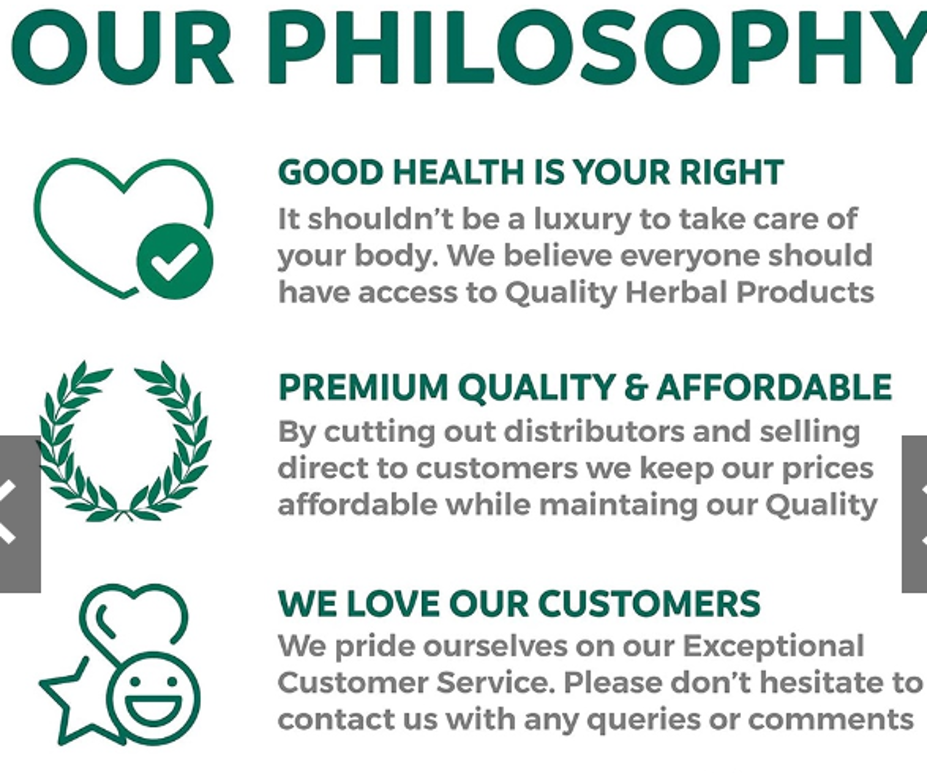 OUR PHILOSOPHY
GOOD HEALTH IS YOUR RIGHT
It shouldn’t be a luxury to take care of
your body. We believe everyone should
have access to Quality Herbal Products
PREMIUM QUALITY & AFFORDABLE
By cutting out distributors and selling
direct to customers we keep our prices
affordable while maintaing our Quality
WE LOVE OUR CUSTOMERS
We pride ourselves on our Exceptional
Customer Service. Please don’t hesitate to
contact us with any queries or comments